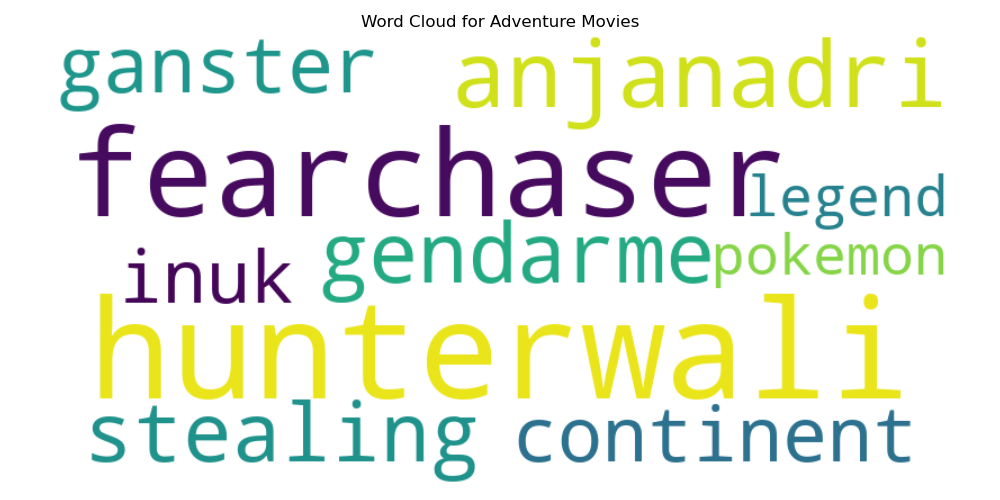 Word Cloud for Adventure Movies
ganster anjanadri
fearchaser
legend
gendarme pokemon
inuk
hunterwali
stealing continent